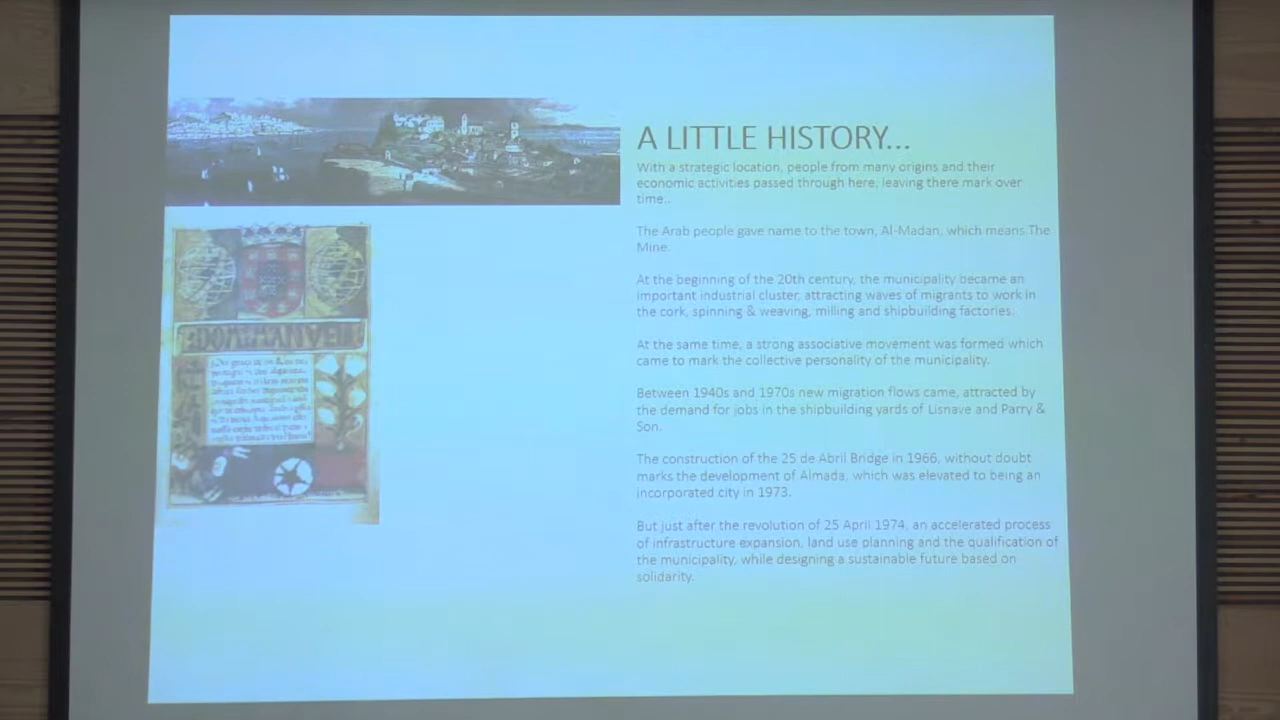 A LITTLE HISTORY...
With a strategic location, people from many origins and their
economic activities passed through here, leaving there mark over
time..
The Arab people gave name to the town, Al-Madan, which means The
Mine.
At the beginning of the 20th century, the municipality became an
important industrial cluster, attracting waves of migrants to work in
the cork, spinning & weaving, milling and shipbuilding factories;
At the same time, a strong associative movement was formed which
came to mark the collective personality of the municipality.
Between 1940s and 1970s new migration flows came, attracted by
the demand for jobs in the shipbuilding yards of Lisnave and Parry &
Son.
The construction of the 25 de Abril Bridge in 1966, without doubt
marks the development of Almada, which was elevated to being an
incorporated city in 1973.
But just after the revolution of 25 April 1974, an accelerated process
of infrastructure expansion, land use planning and the qualification of
the municipality, while designing a sustainable future based on
solidarity.